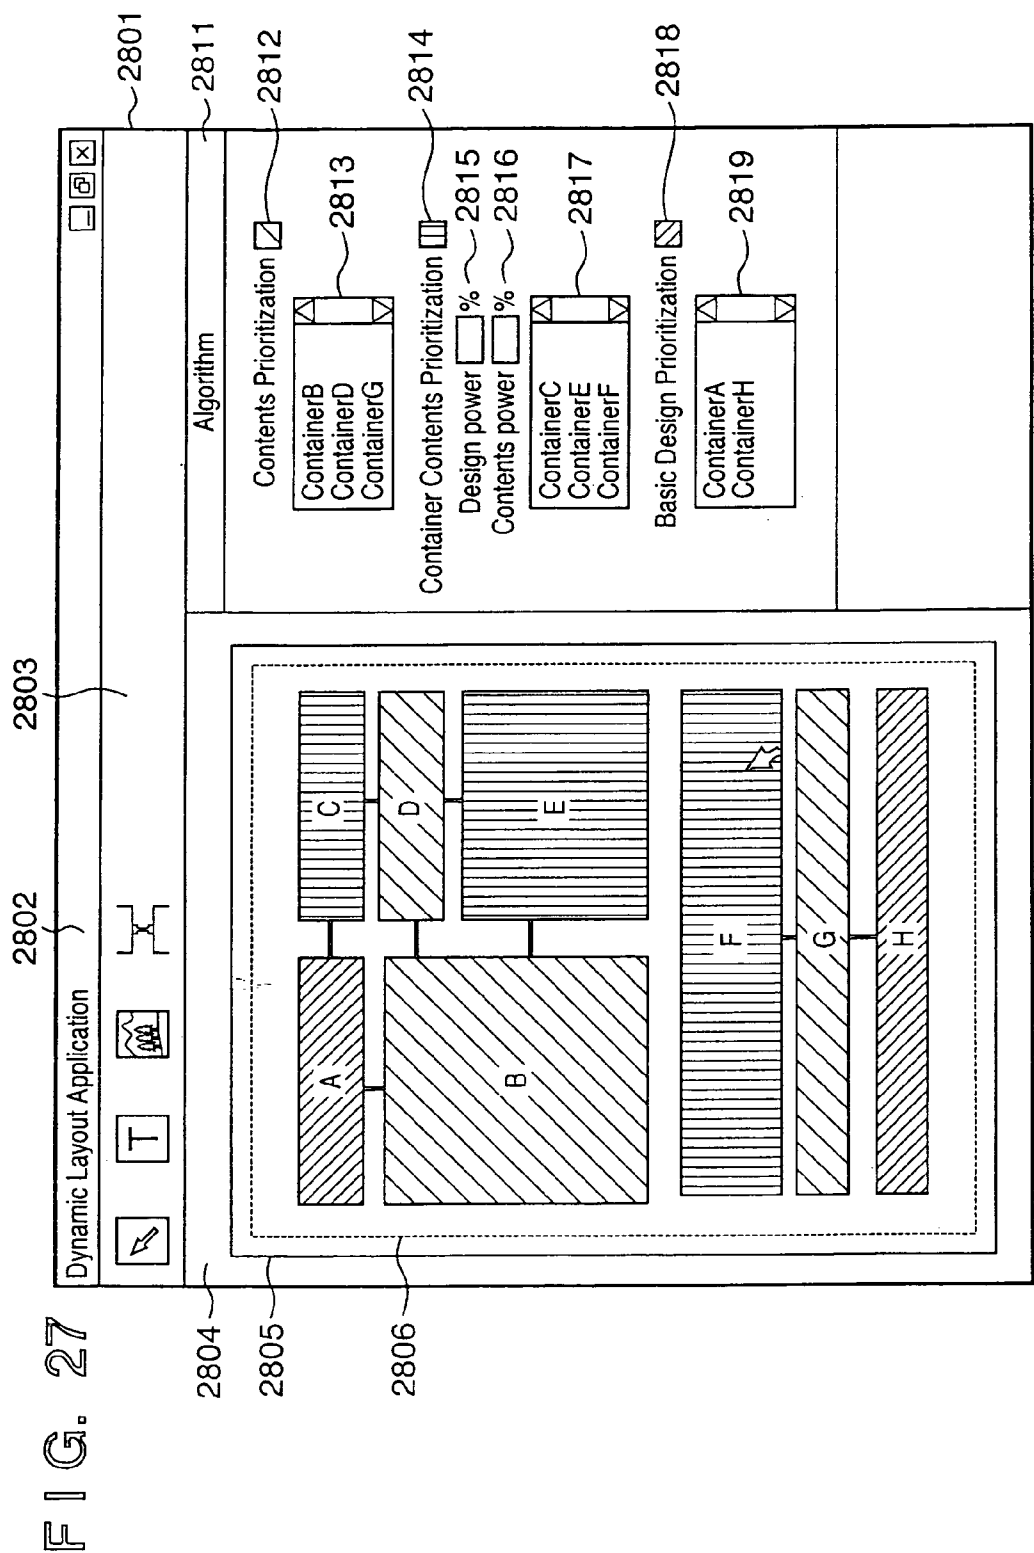 FIG. 27
2802
2803
2801
Dynamic Layout Application
T
2811
Algorithm
2804
2805
2806
A
B
C
D
E
F
G
H
Contents Prioritization
2812
ContainerB
ContainerD
ContainerG
2813
Container Contents Prioritization
2814
Design power %
2815
Contents power %
2816
ContainerC
ContainerE
ContainerF
2817
Basic Design Prioritization
2818
ContainerA
ContainerH
2819